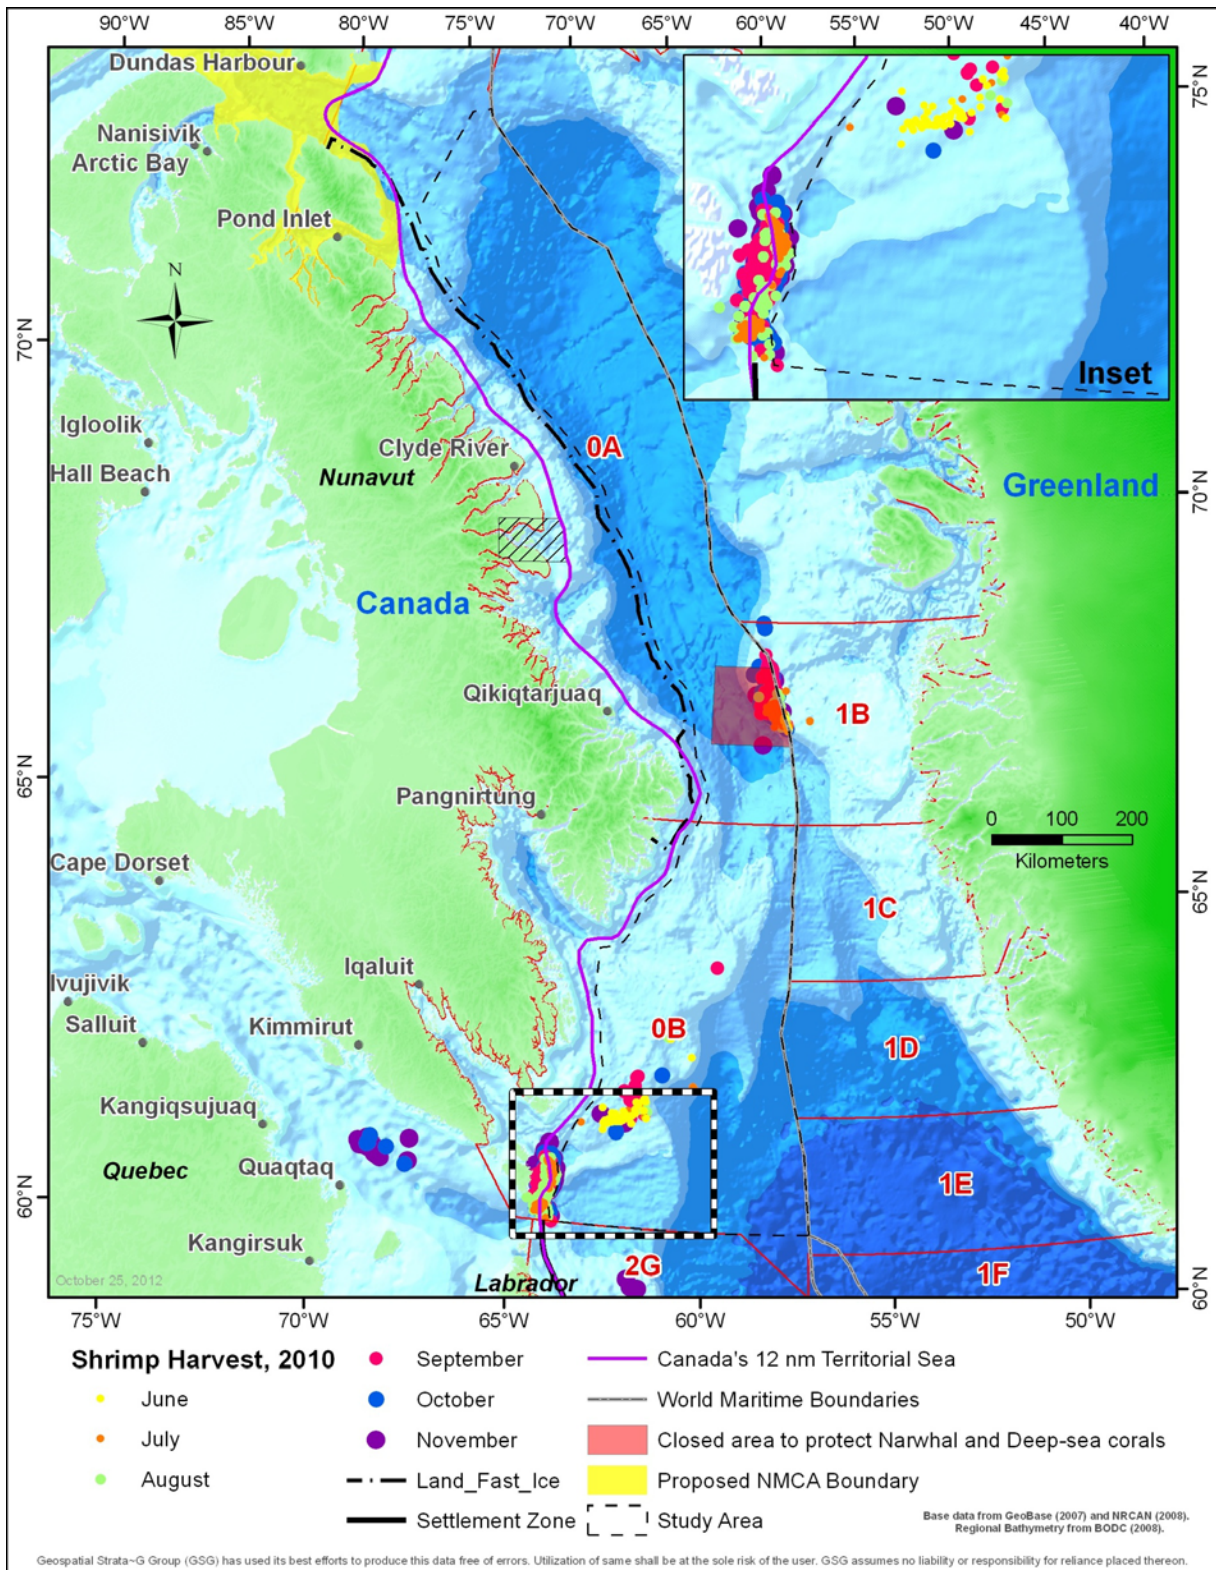 90°W 85°W 80°W 75°W 70°W 65°W 60°W 55°W 50°W 45°W 40°W
Dundas Harbour
75°N
Nanisivik
Arctic Bay
Pond Inlet
N
70°N
Inset
Igloolik
Clyde River
0A
Hall Beach
Nunavut
Greenland
70°N
Canada
Qikiqtarjuaq
1B
65°N
Pangnirtung
0 100 200
Kilometers
Cape Dorset
65°N
1C
Iqaluit
Ivujivik
Salluit
Kimmirut
0B
1D
Kangiqsujuaq
Quebec
Quaqtaq
1E
60°N
Kangirsuk
2G
1F
October 25, 2012
Labrador
60°N
75°W 70°W 65°W 60°W 55°W 50°W
Shrimp Harvest, 2010
June
July
August
September
October
November
Land_Fast_Ice
Settlement Zone
Canada's 12 nm Territorial Sea
World Maritime Boundaries
Closed area to protect Narwhal and Deep-sea corals
Proposed NMCA Boundary
Study Area
Base data from GeoBase (2007) and NRCAN (2008).
Regional Bathymetry from BODC (2008).
Geospatial Strata~G Group (GSG) has used its best efforts to produce this data free of errors. Utilization of same shall be at the sole risk of the user. GSG assumes no liability or responsibility for reliance placed thereon.